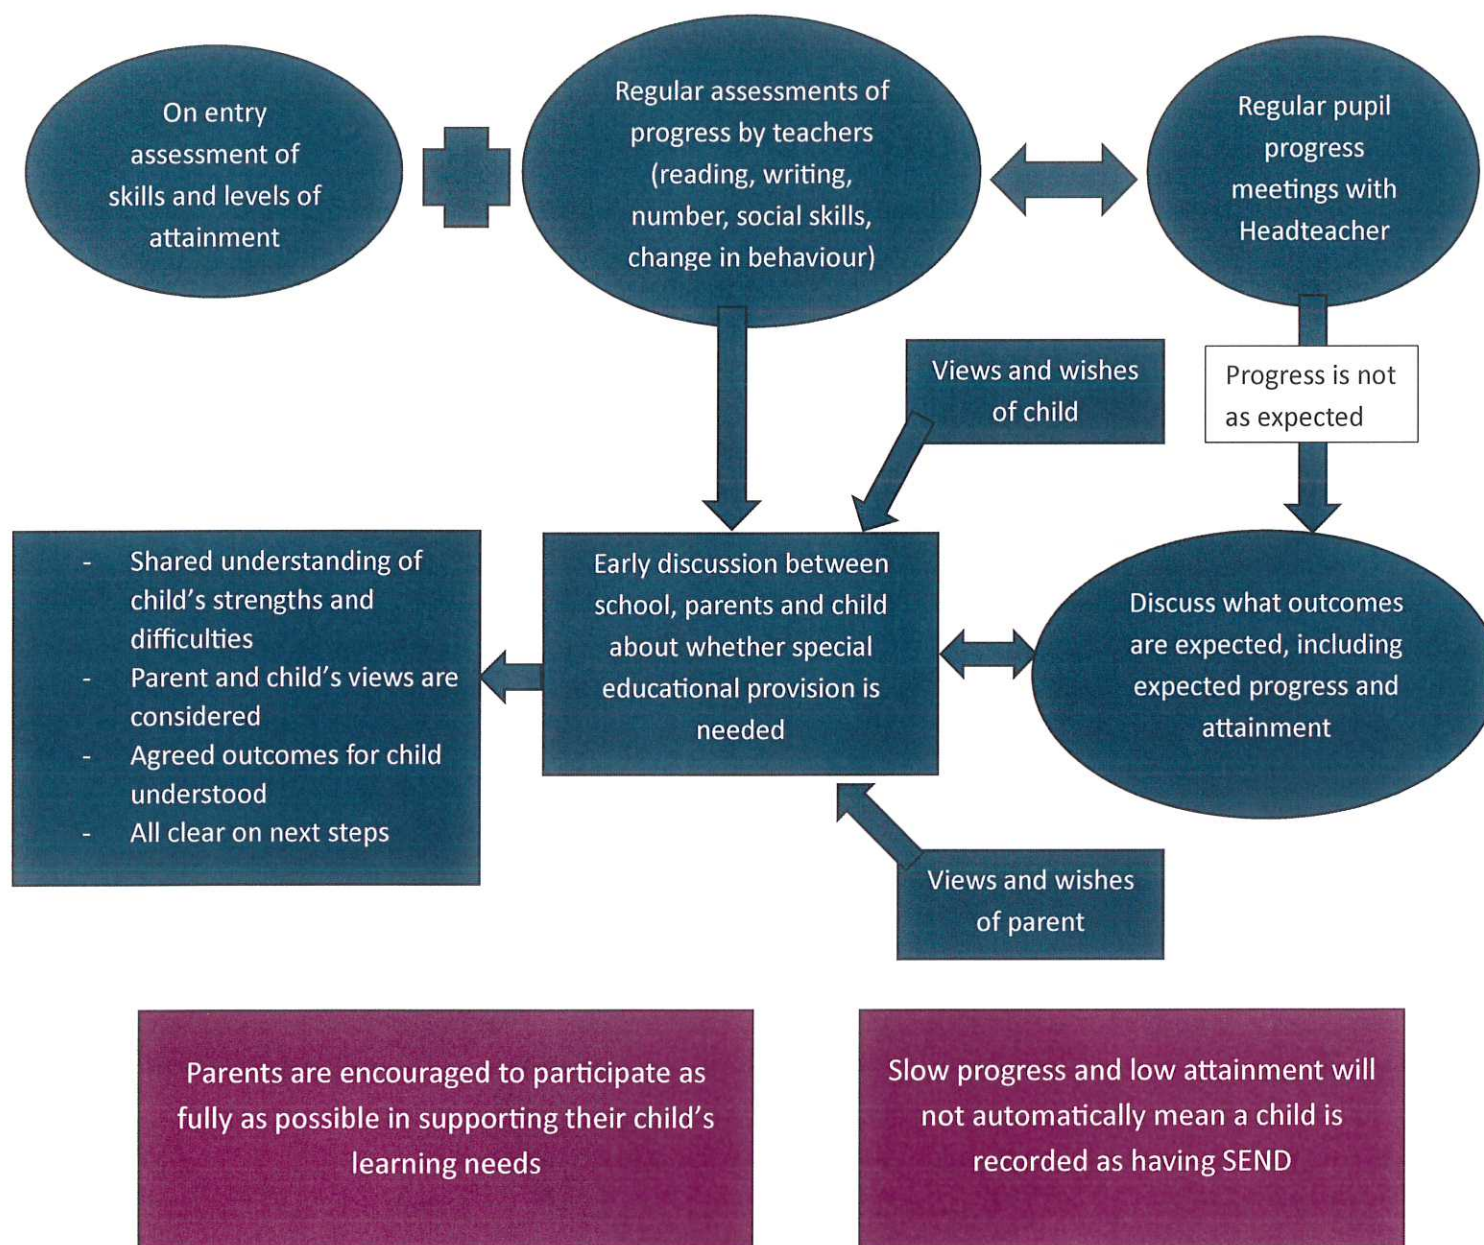 On entry
assessment of
skills and levels of
attainment
Regular assessments of
progress by teachers
(reading, writing,
number, social skills,
change in behaviour)
Regular pupil
progress
meetings with
Headteacher
Views and wishes
of child
Progress is not
as expected
- Shared understanding of
child’s strengths and
difficulties
- Parent and child’s views are
considered
- Agreed outcomes for child
understood
- All clear on next steps
Early discussion between
school, parents and child
about whether special
educational provision is
needed
Discuss what outcomes
are expected, including
expected progress and
attainment
Views and wishes
of parent
Parents are encouraged to participate as
fully as possible in supporting their child’s
learning needs
Slow progress and low attainment will
not automatically mean a child is
recorded as having SEND